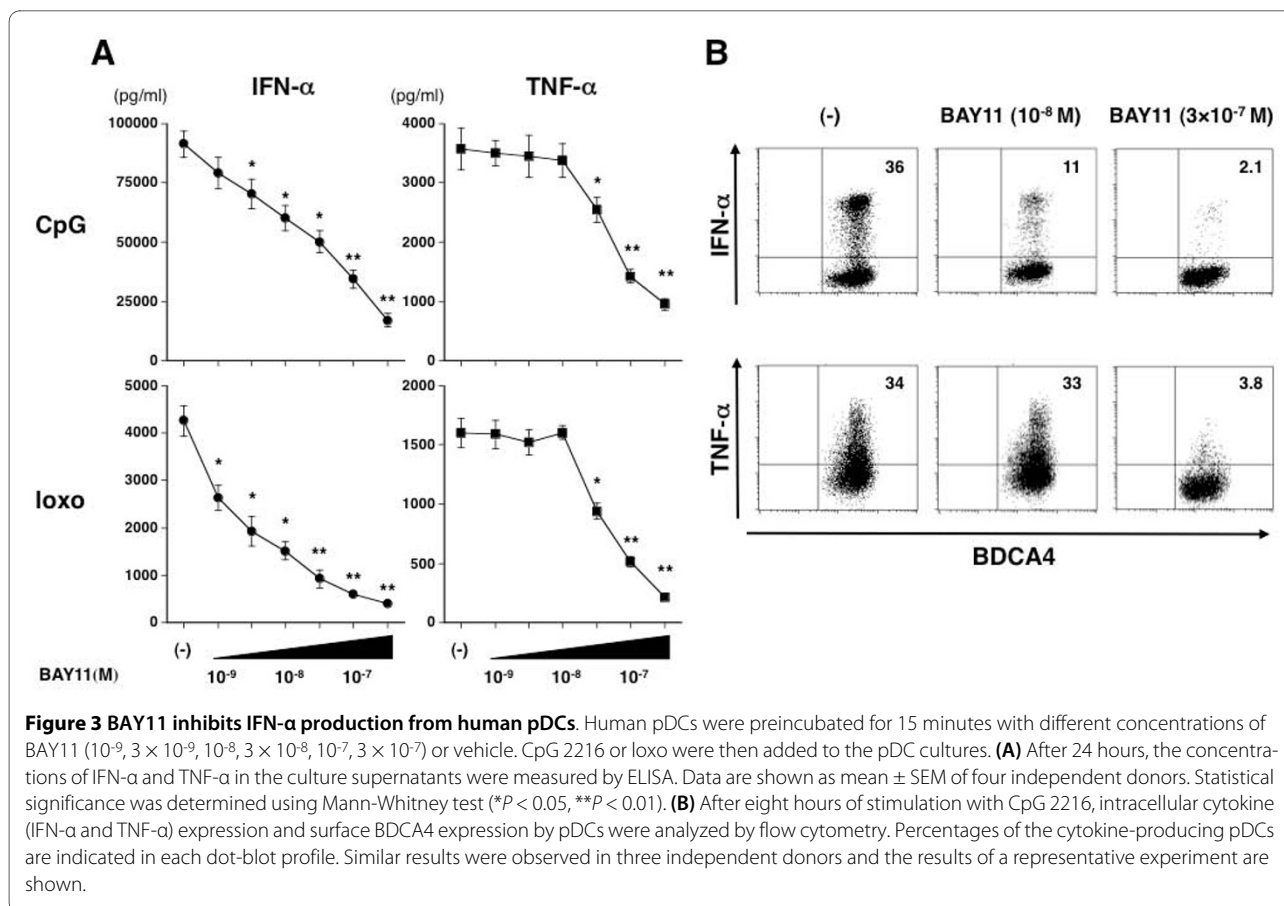 A
B
IFN-α
TNF-α
(pg/ml)
(pg/ml)
CpG
100000
75000
50000
25000
0
*
*
*
**
**
4000
3000
2000
1000
0
*
**
**
loxo
5000
4000
3000
2000
1000
0
*
*
*
**
**
**
2000
1500
1000
500
0
*
**
**
(-)
(-)
BAY11(M)
10⁻⁹
10⁻⁸
10⁻⁷
10⁻⁹
10⁻⁸
10⁻⁷
(-)
BAY11 (10⁻⁸ M)
BAY11 (3×10⁻⁷ M)
IFN-α
36
11
2.1
TNF-α
34
33
3.8
BDCA4
Figure 3 BAY11 inhibits IFN-α production from human pDCs. Human pDCs were preincubated for 15 minutes with different concentrations of
BAY11 (10⁻⁹, 3 × 10⁻⁹, 10⁻⁸, 3 × 10⁻⁸, 10⁻⁷, 3 × 10⁻⁷) or vehicle. CpG 2216 or loxo were then added to the pDC cultures. (A) After 24 hours, the concentra-
tions of IFN-α and TNF-α in the culture supernatants were measured by ELISA. Data are shown as mean ± SEM of four independent donors. Statistical
significance was determined using Mann-Whitney test (*P < 0.05, **P < 0.01). (B) After eight hours of stimulation with CpG 2216, intracellular cytokine
(IFN-α and TNF-α) expression and surface BDCA4 expression by pDCs were analyzed by flow cytometry. Percentages of the cytokine-producing pDCs
are indicated in each dot-blot profile. Similar results were observed in three independent donors and the results of a representative experiment are
shown.